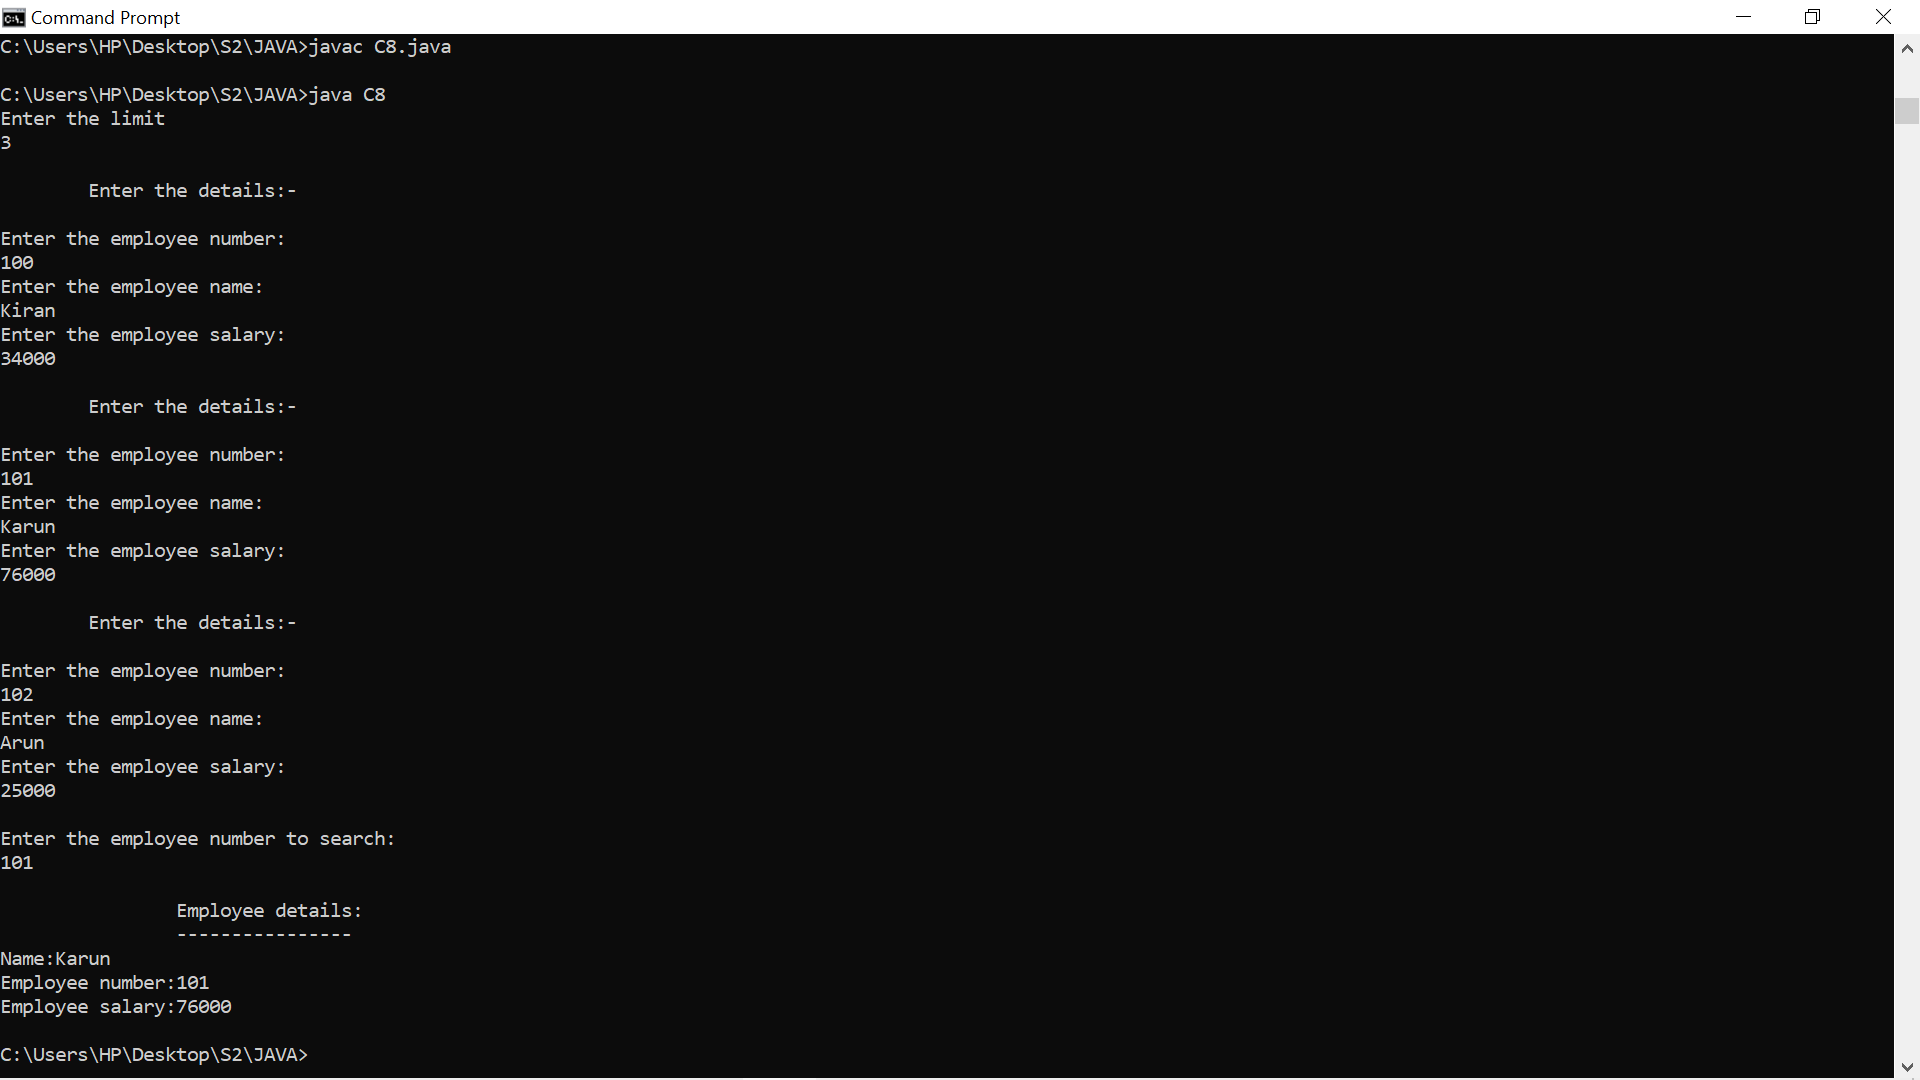 Command Prompt
C:\Users\HP\Desktop\S2\JAVA>javac C8.java
C:\Users\HP\Desktop\S2\JAVA>java C8
Enter the limit
3
Enter the details:-
Enter the employee number:
100
Enter the employee name:
Kiran
Enter the employee salary:
34000
Enter the details:-
Enter the employee number:
101
Enter the employee name:
Karun
Enter the employee salary:
76000
Enter the details:-
Enter the employee number:
102
Enter the employee name:
Arun
Enter the employee salary:
25000
Enter the employee number to search:
101
Employee details:
----------------
Name:Karun
Employee number:101
Employee salary:76000
C:\Users\HP\Desktop\S2\JAVA>